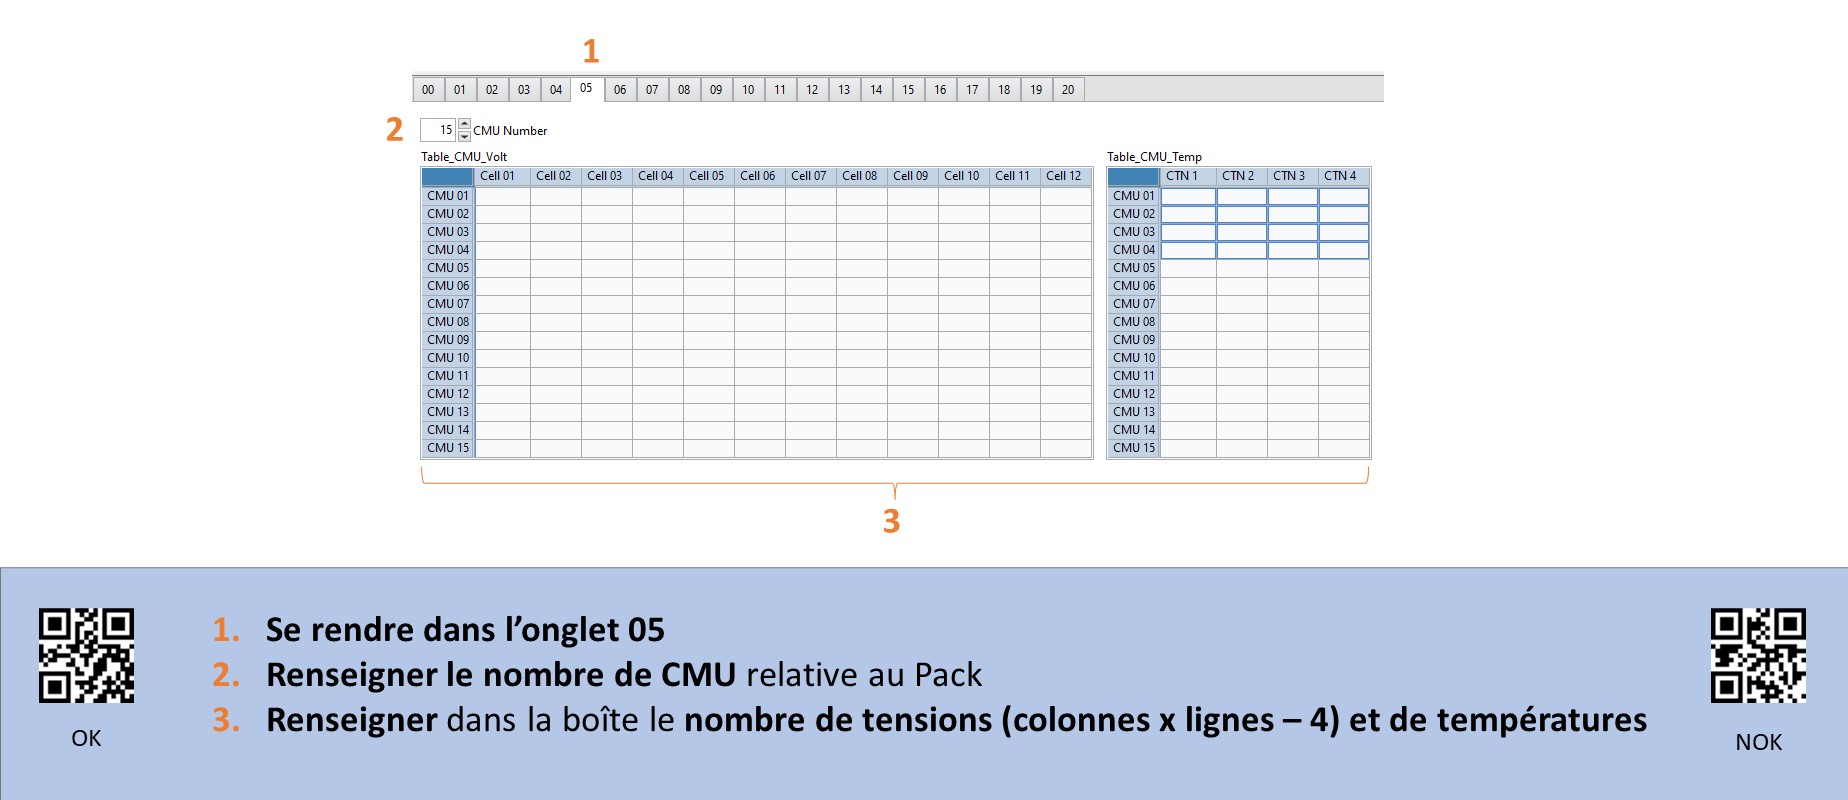 1
00 01 02 03 04 05 06 07 08 09 10 11 12 13 14 15 16 17 18 19 20
2 15 CMU Number
Table_CMU_Volt Table_CMU_Temp
Cell 01 Cell 02 Cell 03 Cell 04 Cell 05 Cell 06 Cell 07 Cell 08 Cell 09 Cell 10 Cell 11 Cell 12 CTN 1 CTN 2 CTN 3 CTN 4
CMU 01 CMU 01
CMU 02 CMU 02
CMU 03 CMU 03
CMU 04 CMU 04
CMU 05 CMU 05
CMU 06 CMU 06
CMU 07 CMU 07
CMU 08 CMU 08
CMU 09 CMU 09
CMU 10 CMU 10
CMU 11 CMU 11
CMU 12 CMU 12
CMU 13 CMU 13
CMU 14 CMU 14
CMU 15 CMU 15
3
1. Se rendre dans l’onglet 05
2. Renseigner le nombre de CMU relative au Pack
3. Renseigner dans la boîte le nombre de tensions (colonnes x lignes – 4) et de températures
OK
NOK